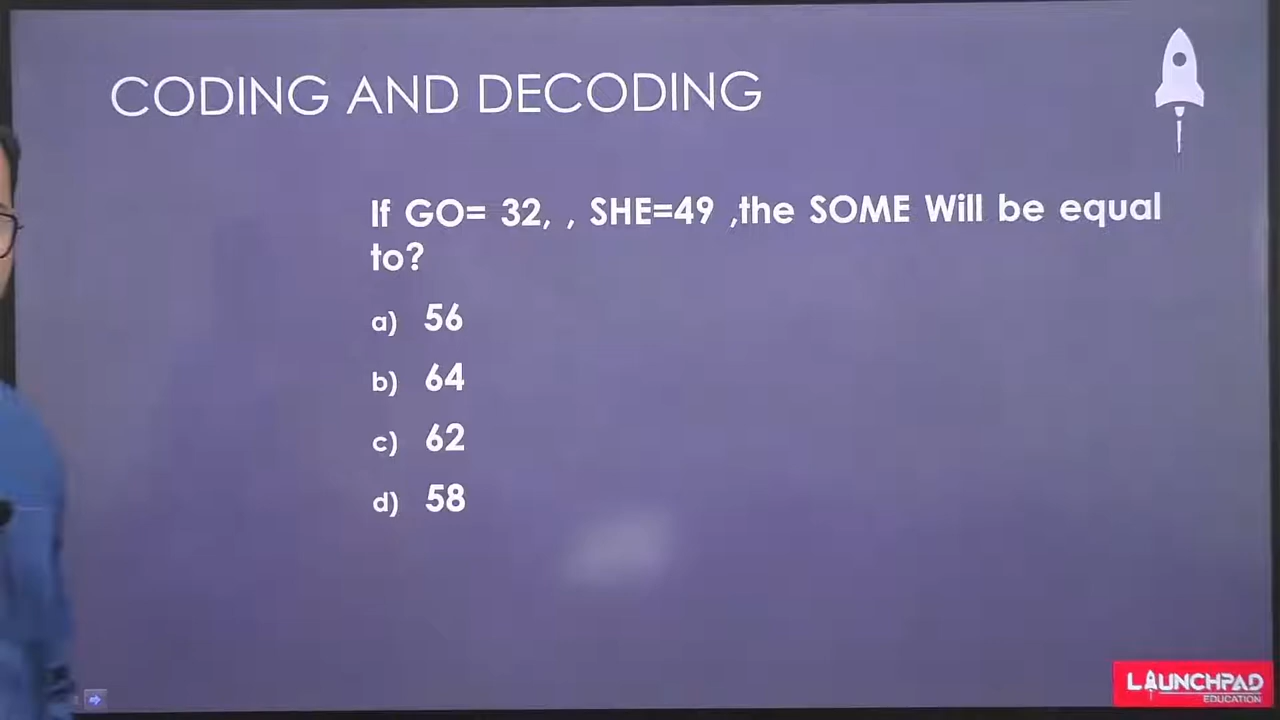 CODING AND DECODING
If GO= 32, , SHE=49 ,the SOME Will be equal
to?
a) 56
b) 64
c) 62
d) 58
LAUNCHPAD
EDUCATION